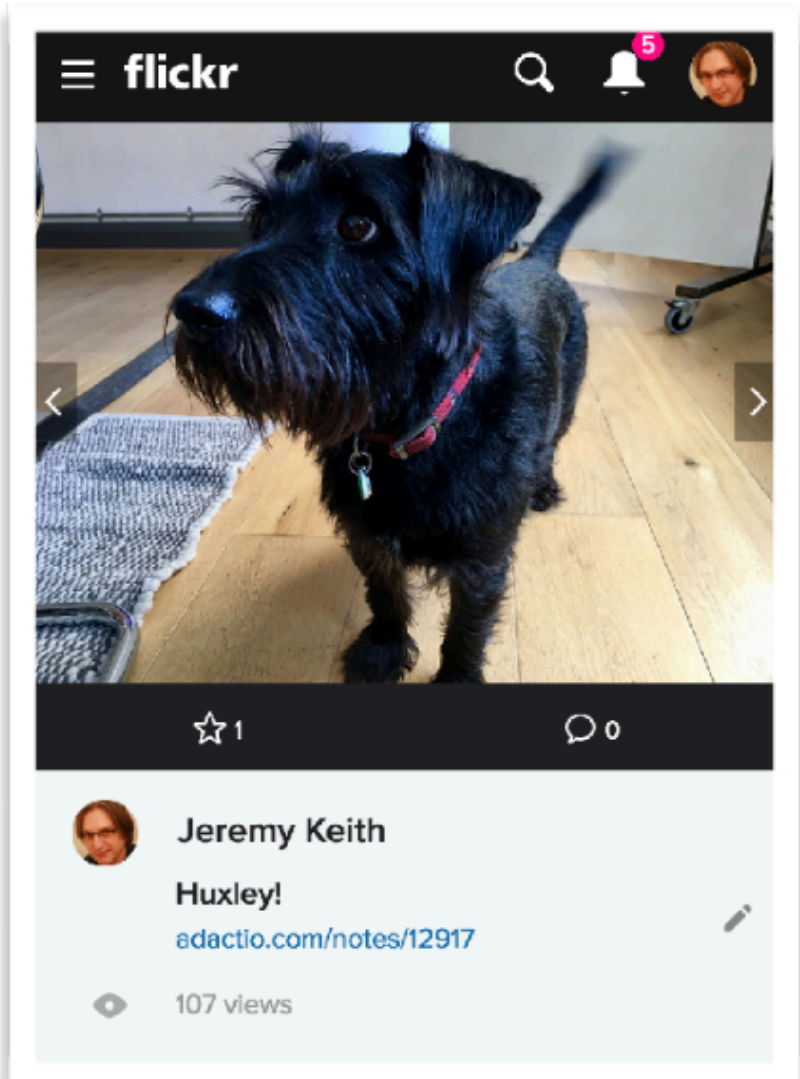 flickr
5
1
0
Jeremy Keith
Huxley!
adactio.com/notes/12917
107 views